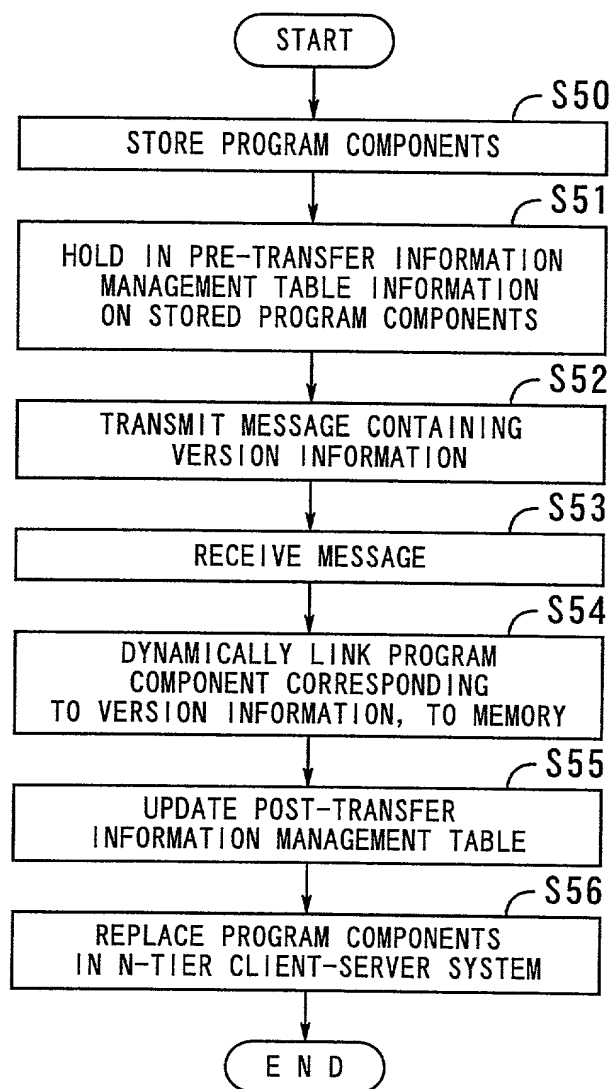 START
S50
STORE PROGRAM COMPONENTS
S51
HOLD IN PRE-TRANSFER INFORMATION
MANAGEMENT TABLE INFORMATION
ON STORED PROGRAM COMPONENTS
S52
TRANSMIT MESSAGE CONTAINING
VERSION INFORMATION
S53
RECEIVE MESSAGE
S54
DYNAMICALLY LINK PROGRAM
COMPONENT CORRESPONDING
TO VERSION INFORMATION, TO MEMORY
S55
UPDATE POST-TRANSFER
INFORMATION MANAGEMENT TABLE
S56
REPLACE PROGRAM COMPONENTS
IN N-TIER CLIENT-SERVER SYSTEM
END